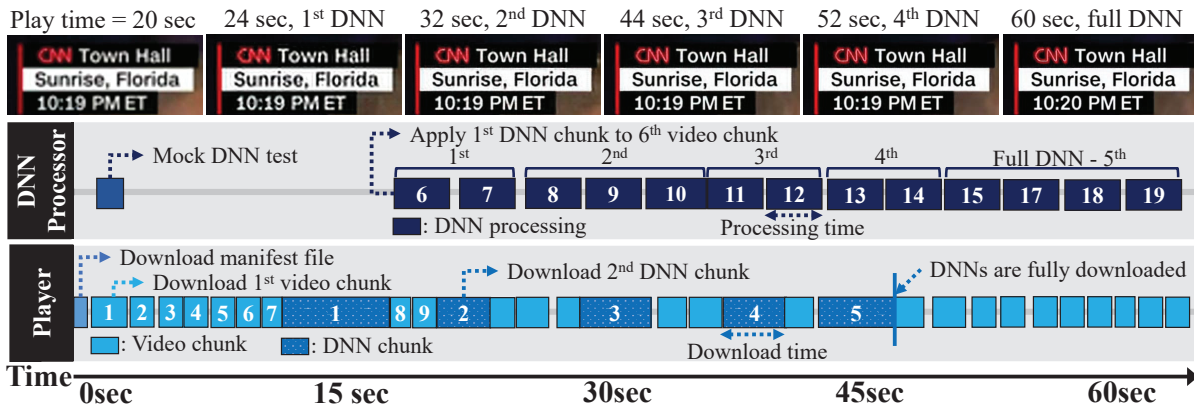 Play time = 20 sec
24 sec, 1st DNN
32 sec, 2nd DNN
44 sec, 3rd DNN
52 sec, 4th DNN
60 sec, full DNN
CNN Town Hall
Sunrise, Florida
10:19 PM ET
CNN Town Hall
Sunrise, Florida
10:19 PM ET
CNN Town Hall
Sunrise, Florida
10:19 PM ET
CNN Town Hall
Sunrise, Florida
10:19 PM ET
CNN Town Hall
Sunrise, Florida
10:19 PM ET
CNN Town Hall
Sunrise, Florida
10:20 PM ET
DNN Processor
Mock DNN test
Apply 1st DNN chunk to 6th video chunk
1st 2nd 3rd 4th Full DNN - 5th
6 7 8 9 10 11 12 13 14 15 17 18 19
: DNN processing
Processing time
Player
Download manifest file
Download 1st video chunk
Download 2nd DNN chunk
DNNs are fully downloaded
1 2 3 4 5 6 7 1 8 9 2 3 4 5
: Video chunk
: DNN chunk
Download time
Time
0sec 15 sec 30sec 45sec 60sec